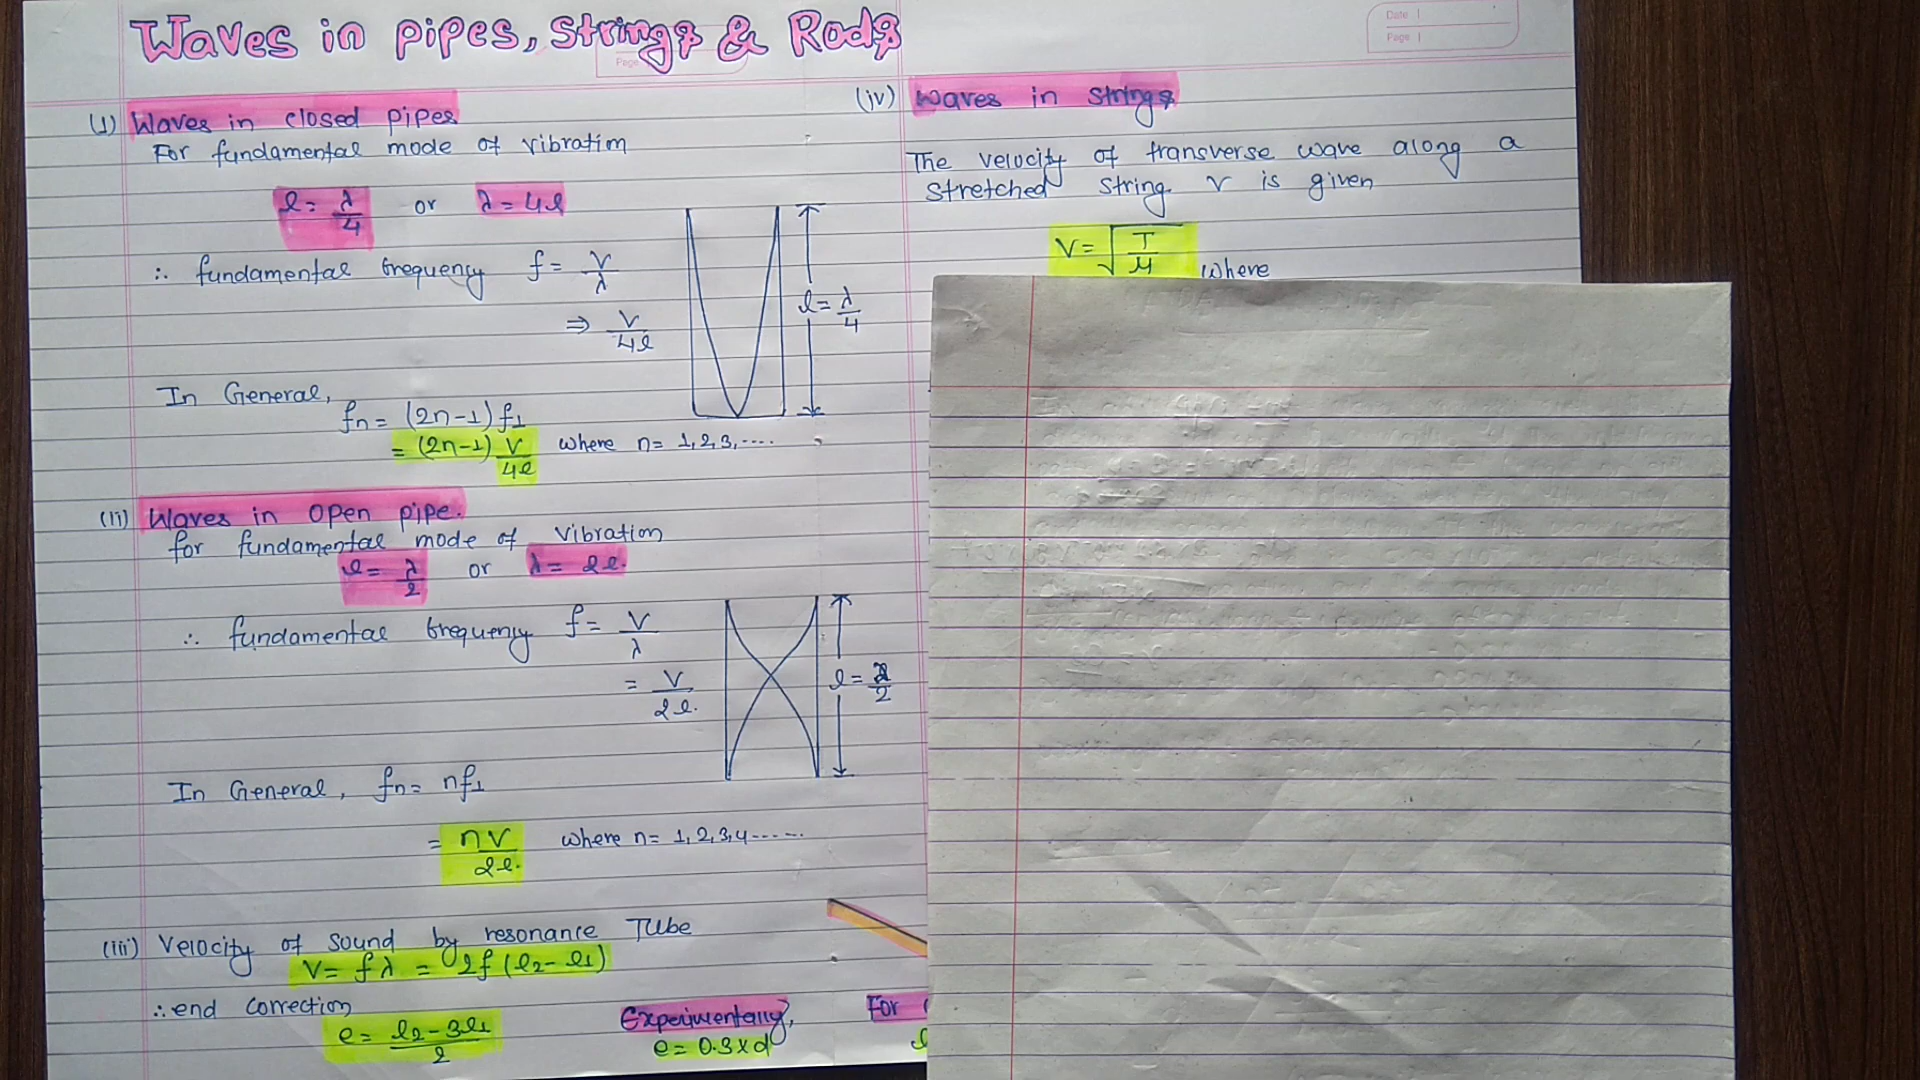 Waves in pipes, strings & Rods
Date
Page
Page
(i) Waves in closed pipes
For fundamental mode of vibration
l = λ/4 or λ = 4l
∴ fundamental frequency f = V/λ
⇒ V/4l
l = λ/4
In General,
fn = (2n-1) f1
= (2n-1) V/4l where n = 1, 2, 3, ....
(ii) Waves in open pipe.
for fundamental mode of vibration
l = λ/2 or λ = 2l.
∴ fundamental frequency f = V/λ
= V/2l.
l = λ/2
In General, fn = nf1
= nV/2l. where n = 1, 2, 3, 4 ......
(iii) Velocity of sound by resonance Tube
V = fλ = 2f (l2 - l1)
∴ end correction
e = l2 - 3l1/2
Experimentally,
e = 0.3 x d
For
(iv) waves in strings
The velocity of transverse wave along a
stretched string v is given
V = √T/μ where